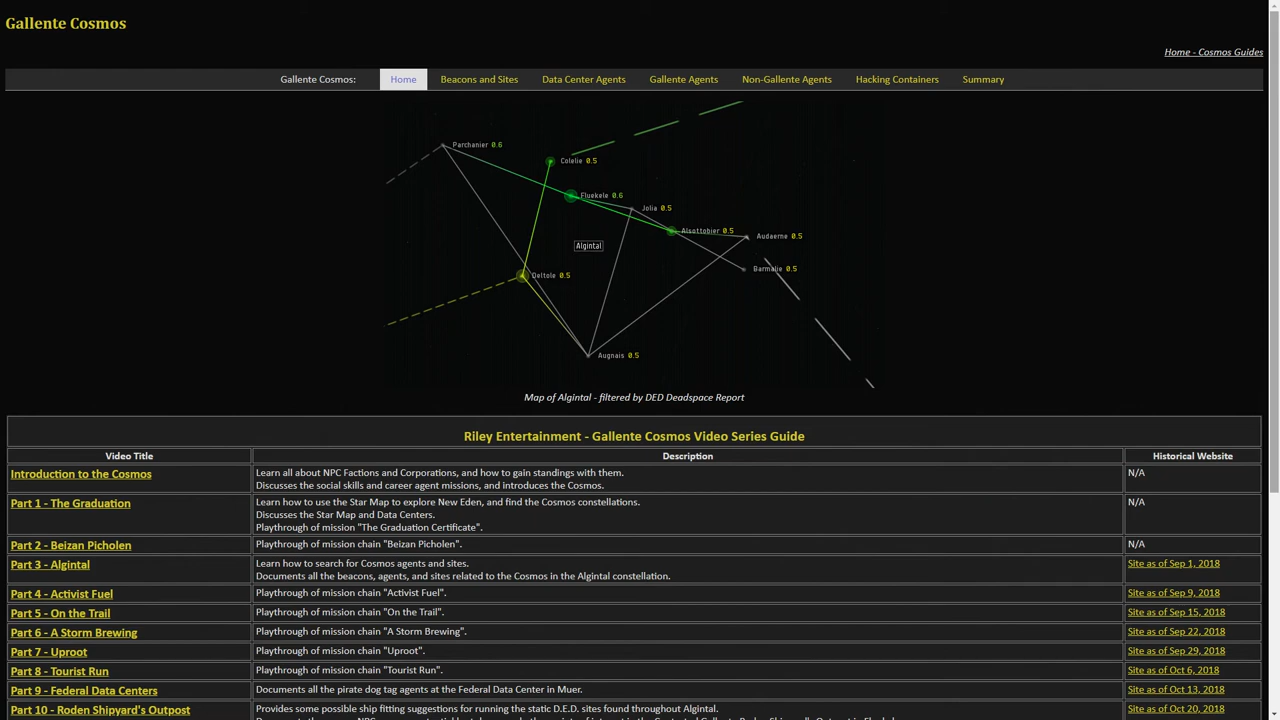 Gallente Cosmos
Home - Cosmos Guides
Gallente Cosmos: Home Beacons and Sites Data Center Agents Gallente Agents Non-Gallente Agents Hacking Containers Summary
Parchanier 0.6
Colelie 0.5
Fluekele 0.6
Jolia 0.5
Alsottobier 0.5
Audaerne 0.5
Algintal
Barmalie 0.5
Deltole 0.5
Augnais 0.5
Map of Algintal - filtered by DED Deadspace Report
Riley Entertainment - Gallente Cosmos Video Series Guide
Video Title Description Historical Website
Introduction to the Cosmos Learn all about NPC Factions and Corporations, and how to gain standings with them. N/A
Discusses the social skills and career agent missions, and introduces the Cosmos.
Part 1 - The Graduation Learn how to use the Star Map to explore New Eden, and find the Cosmos constellations. N/A
Discusses the Star Map and Data Centers.
Playthrough of mission "The Graduation Certificate".
Part 2 - Beizan Picholen Playthrough of mission chain "Beizan Picholen". N/A
Part 3 - Algintal Learn how to search for Cosmos agents and sites. Site as of Sep 1, 2018
Documents all the beacons, agents, and sites related to the Cosmos in the Algintal constellation.
Part 4 - Activist Fuel Playthrough of mission chain "Activist Fuel". Site as of Sep 9, 2018
Part 5 - On the Trail Playthrough of mission chain "On the Trail". Site as of Sep 15, 2018
Part 6 - A Storm Brewing Playthrough of mission chain "A Storm Brewing". Site as of Sep 22, 2018
Part 7 - Uproot Playthrough of mission chain "Uproot". Site as of Sep 29, 2018
Part 8 - Tourist Run Playthrough of mission chain "Tourist Run". Site as of Oct 6, 2018
Part 9 - Federal Data Centers Documents all the pirate dog tag agents at the Federal Data Center in Muer. Site as of Oct 13, 2018
Part 10 - Roden Shipyard's Outpost Provides some possible ship fitting suggestions for running the static D.E.D. sites found throughout Algintal. Site as of Oct 20, 2018